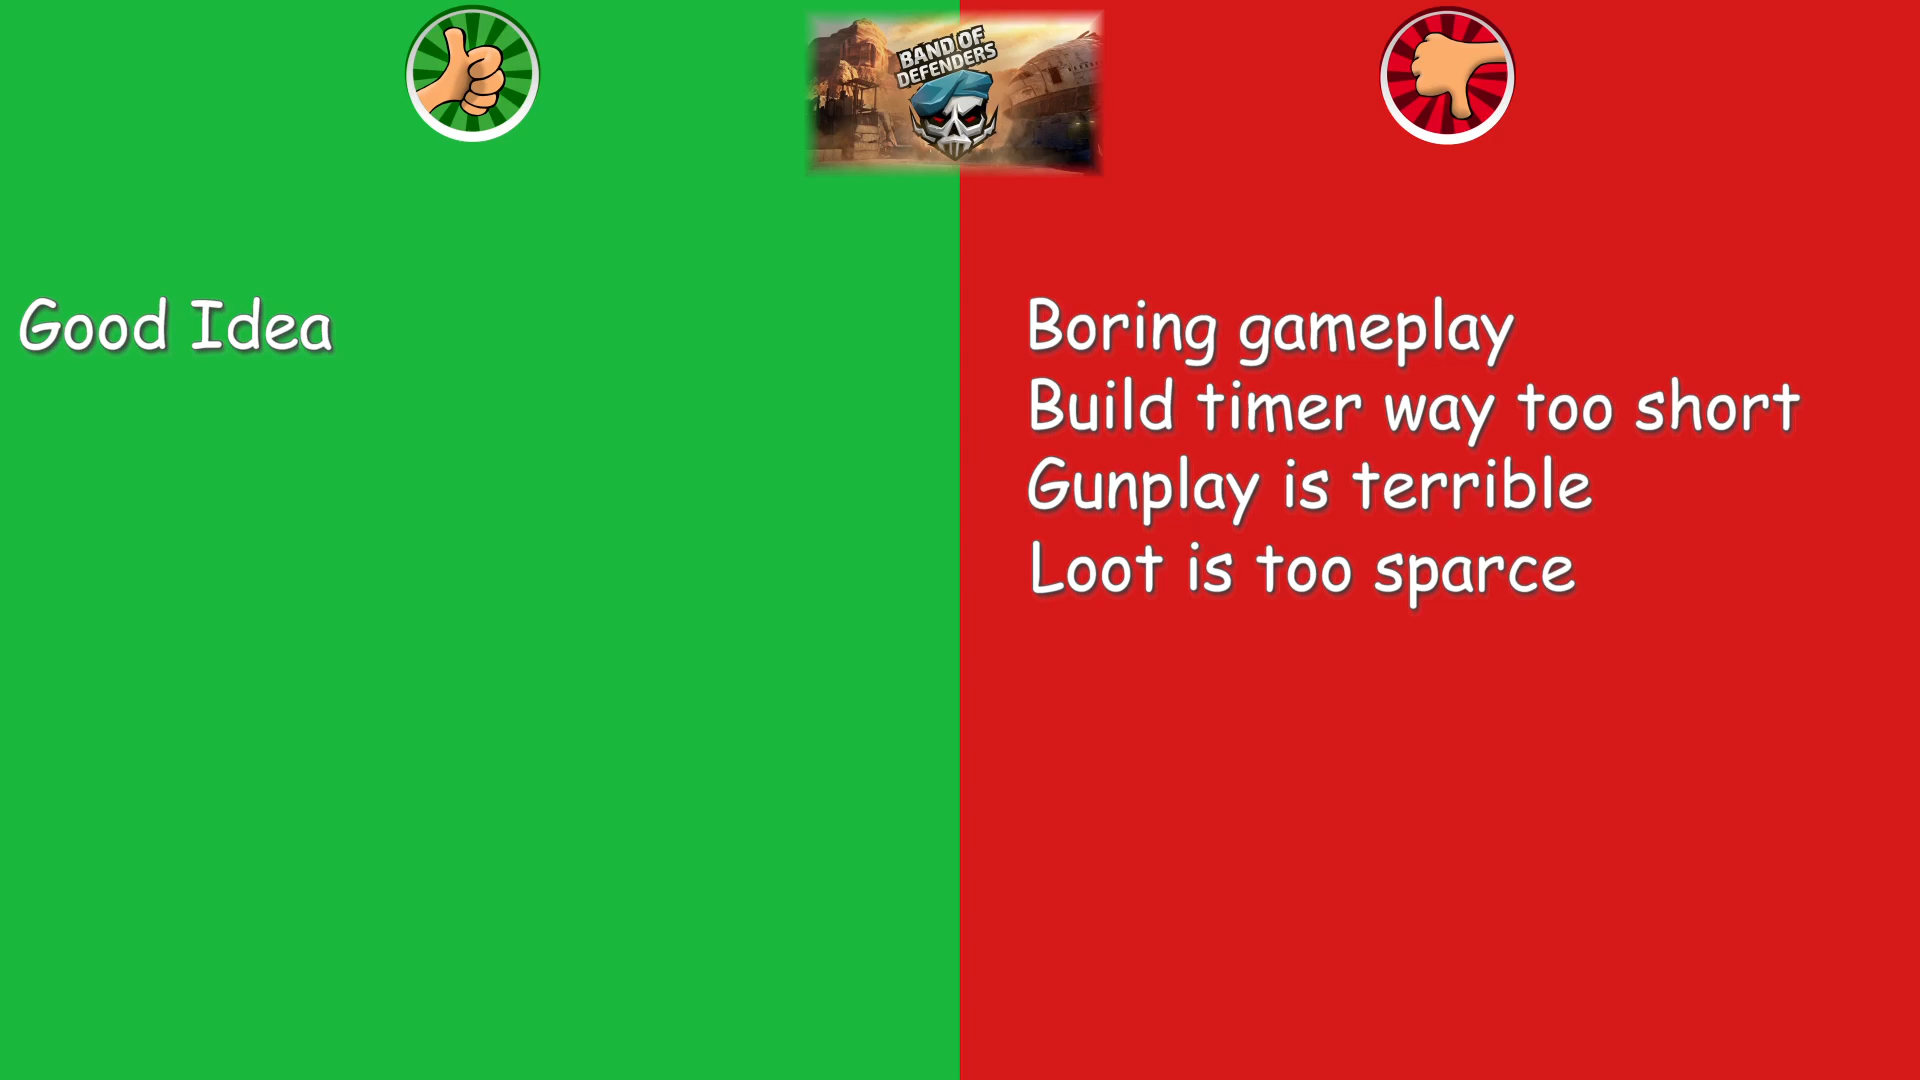 BAND OF
DEFENDERS
Good Idea
Boring gameplay
Build timer way too short
Gunplay is terrible
Loot is too sparce